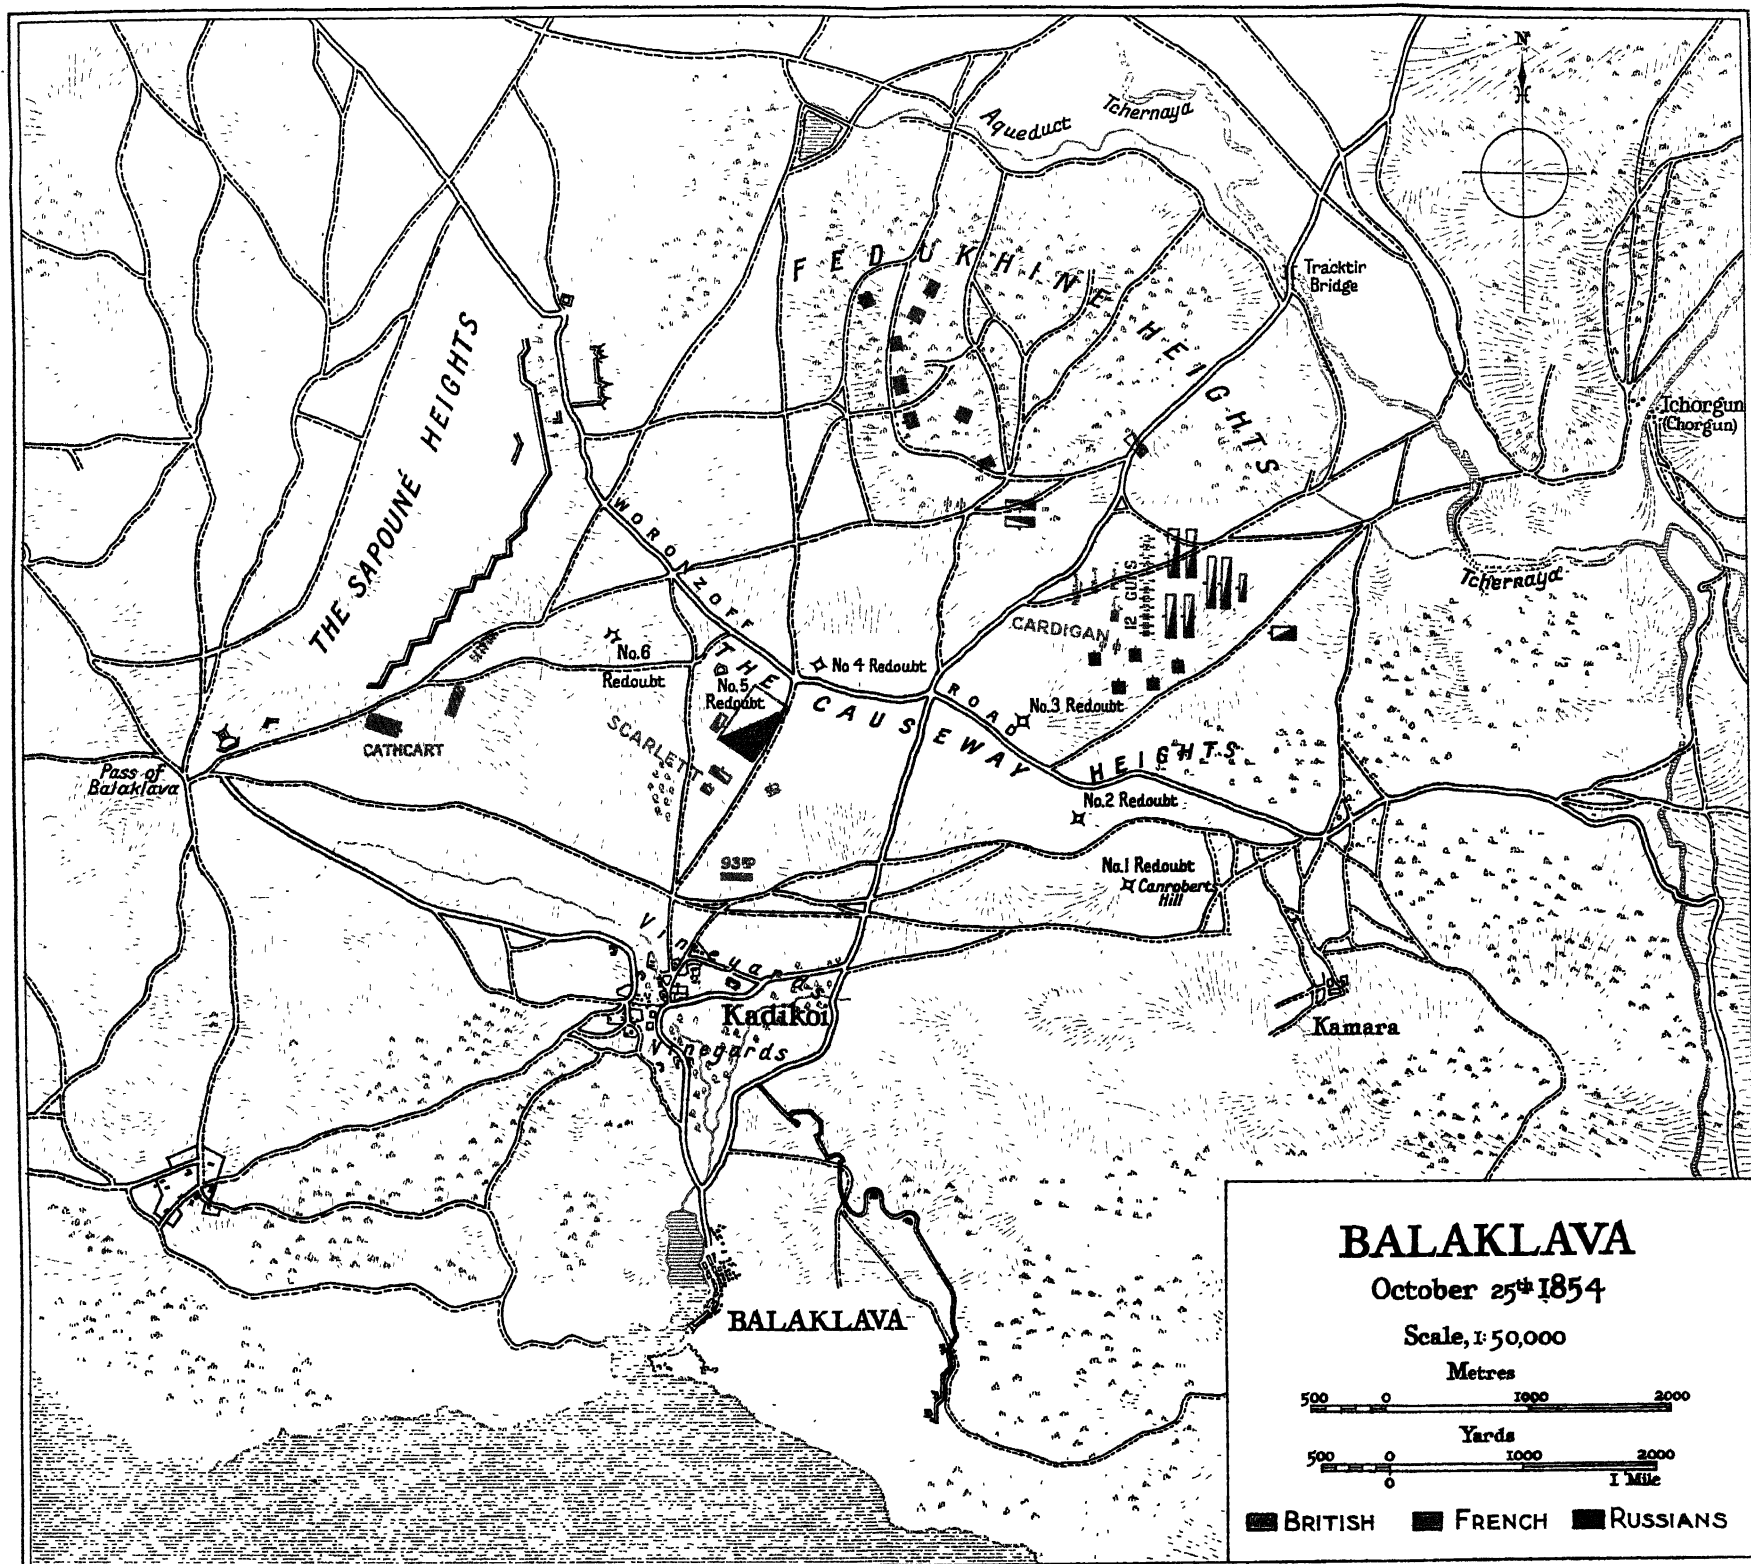 N
Aqueduct
Tchernaya
FEDUKHINE HEIGHTS
Tracktir
Bridge
THE SAPOUNÉ HEIGHTS
Tchorgun
(Chorgun)
WORONZOFF
ROAD
Tchernaya
12 GUNS
CARDIGAN
No.6
Redoubt
No.5
Redoubt
No 4 Redoubt
No.3 Redoubt
THE CAUSEWAY HEIGHTS
SCARLETT
CATHCART
Pass of
Balaklava
No.2 Redoubt
93RD
No.1 Redoubt
Canroberts
Hill
Vineyards
Kadikoi
Vinegards
Kamara
BALAKLAVA
BALAKLAVA
October 25th 1854
Scale, 1:50,000
Metres
500 0 1000 2000
Yards
500 0 1000 2000
0 1 Mile
BRITISH FRENCH RUSSIANS